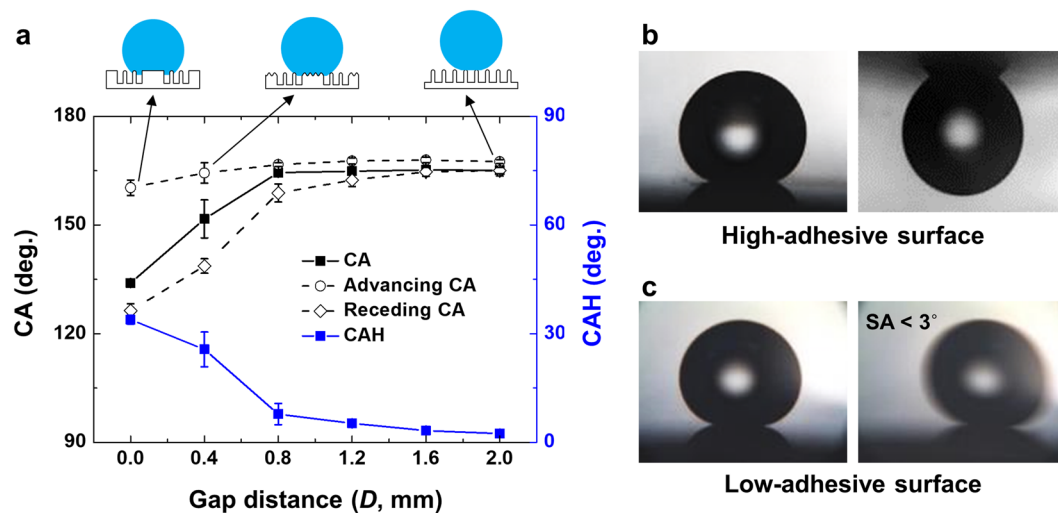 a
CA (deg.)
180
150
120
90
CA
Advancing CA
Receding CA
CAH
90
60
30
0
CAH (deg.)
0.0 0.4 0.8 1.2 1.6 2.0
Gap distance (D, mm)
b
High-adhesive surface
c
SA < 3°
Low-adhesive surface